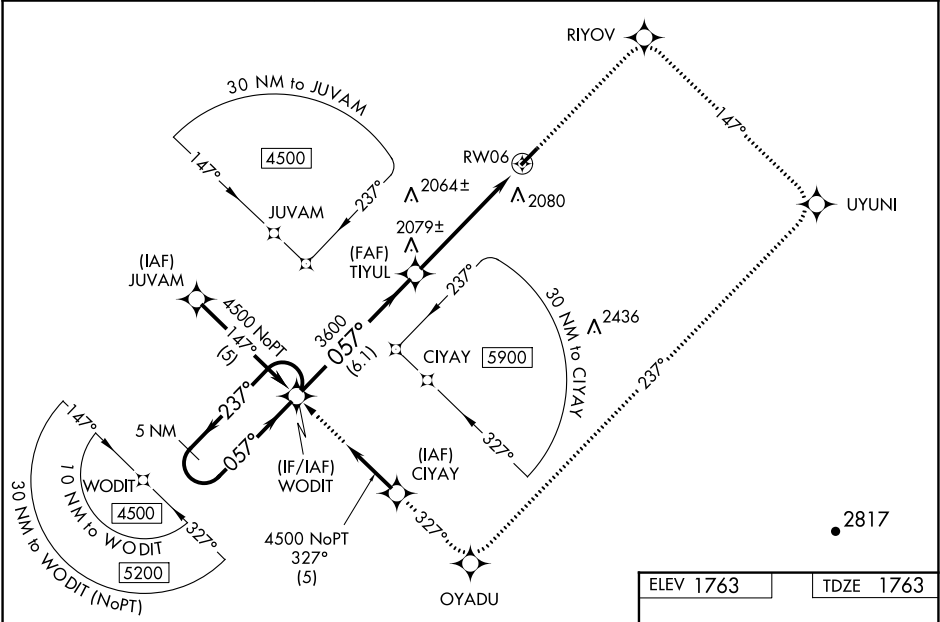 RIYOV
30 NM to JUVAM
4500
147°
237°
JUVAM
147°
RW06
2064±
2080
UYUNI
2079±
(FAF)
TIYUL
(IAF)
JUVAM
4500 NoPT
147°
(5)
3600
057°
(6.1)
237°
30 NM to CIYAY
2436
CIYAY
5900
327°
237°
237°
057°
5 NM
(IF/IAF)
WODIT
(IAF)
CIYAY
147°
WODIT
4500
10 NM to WODIT
327°
5200
30 NM to WODIT (NoPT)
4500 NoPT
327°
(5)
327°
OYADU
2817
ELEV 1763
TDZE 1763